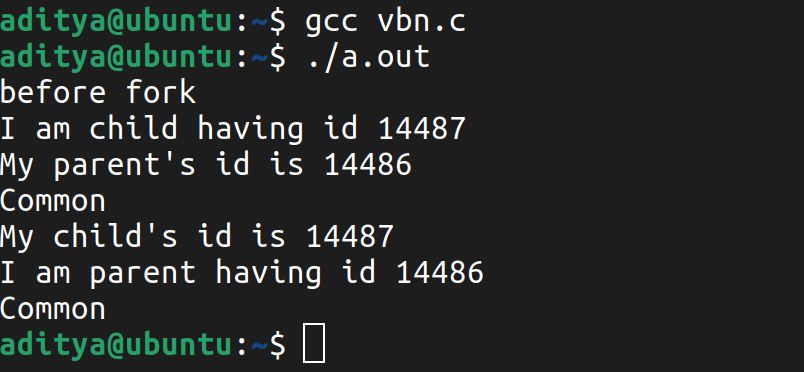 aditya@ubuntu:~$ gcc vbn.c
aditya@ubuntu:~$ ./a.out
before fork
I am child having id 14487
My parent's id is 14486
Common
My child's id is 14487
I am parent having id 14486
Common
aditya@ubuntu:~$